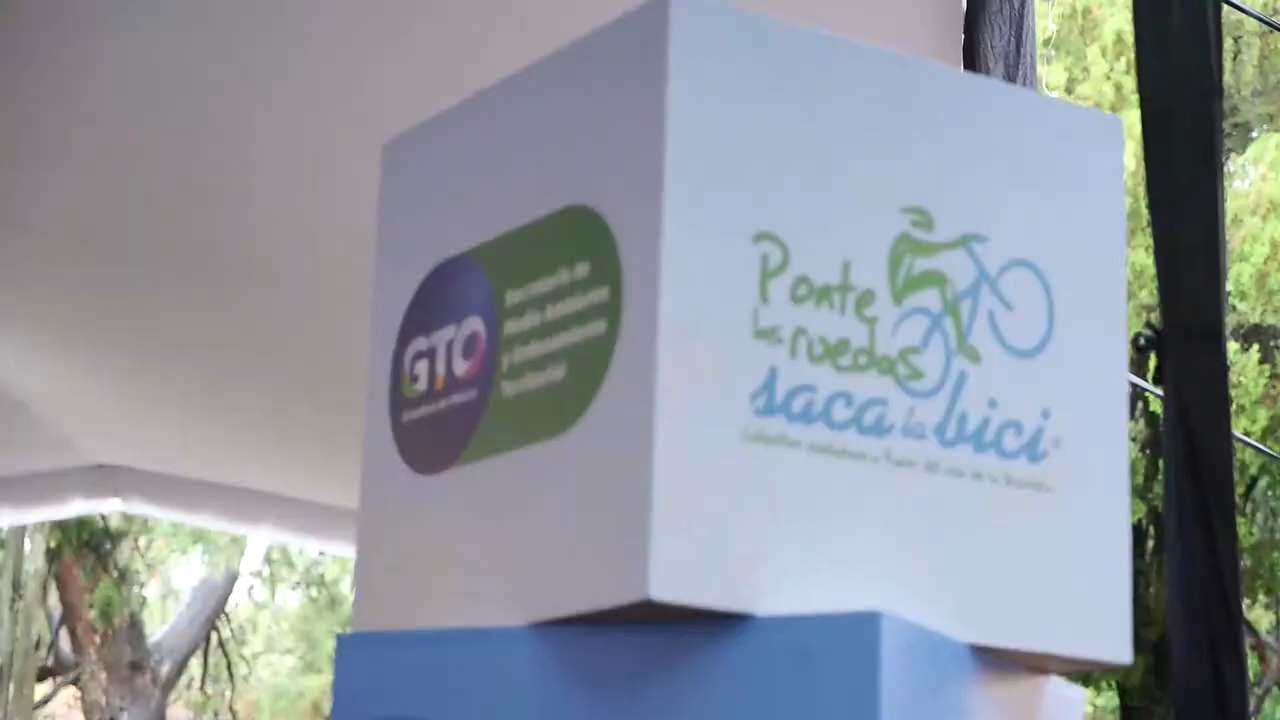 GTO
Secretaría de
Medio Ambiente
y Ordenamiento
Territorial
Ponte
las ruedas
saca la bici